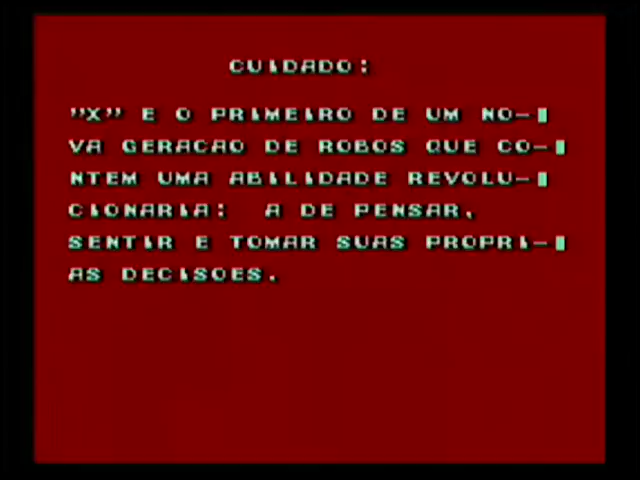 CUIDADO:
"X" E O PRIMEIRO DE UM NO-
VA GERACAO DE ROBOS QUE CO-
NTEM UMA ABILIDADE REVOLU-
CIONARIA: A DE PENSAR,
SENTIR E TOMAR SUAS PROPRI-
AS DECISOES.